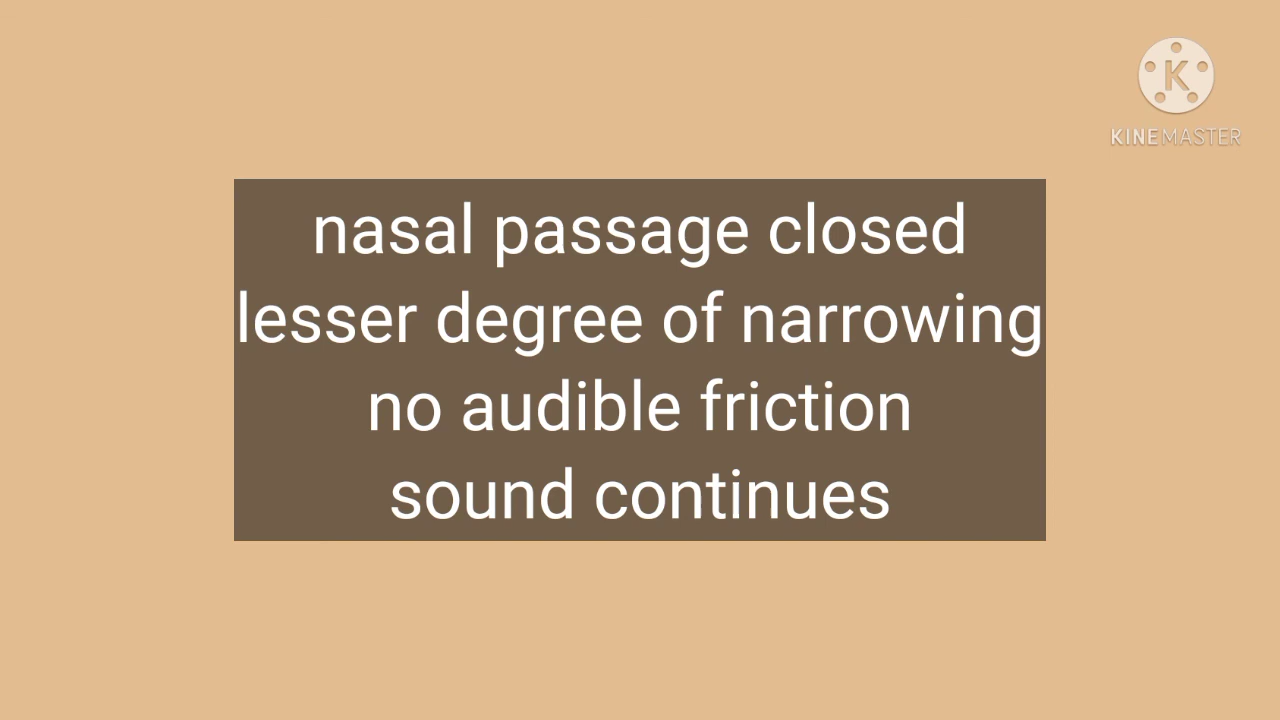 K
KINEMASTER
nasal passage closed
lesser degree of narrowing
no audible friction
sound continues